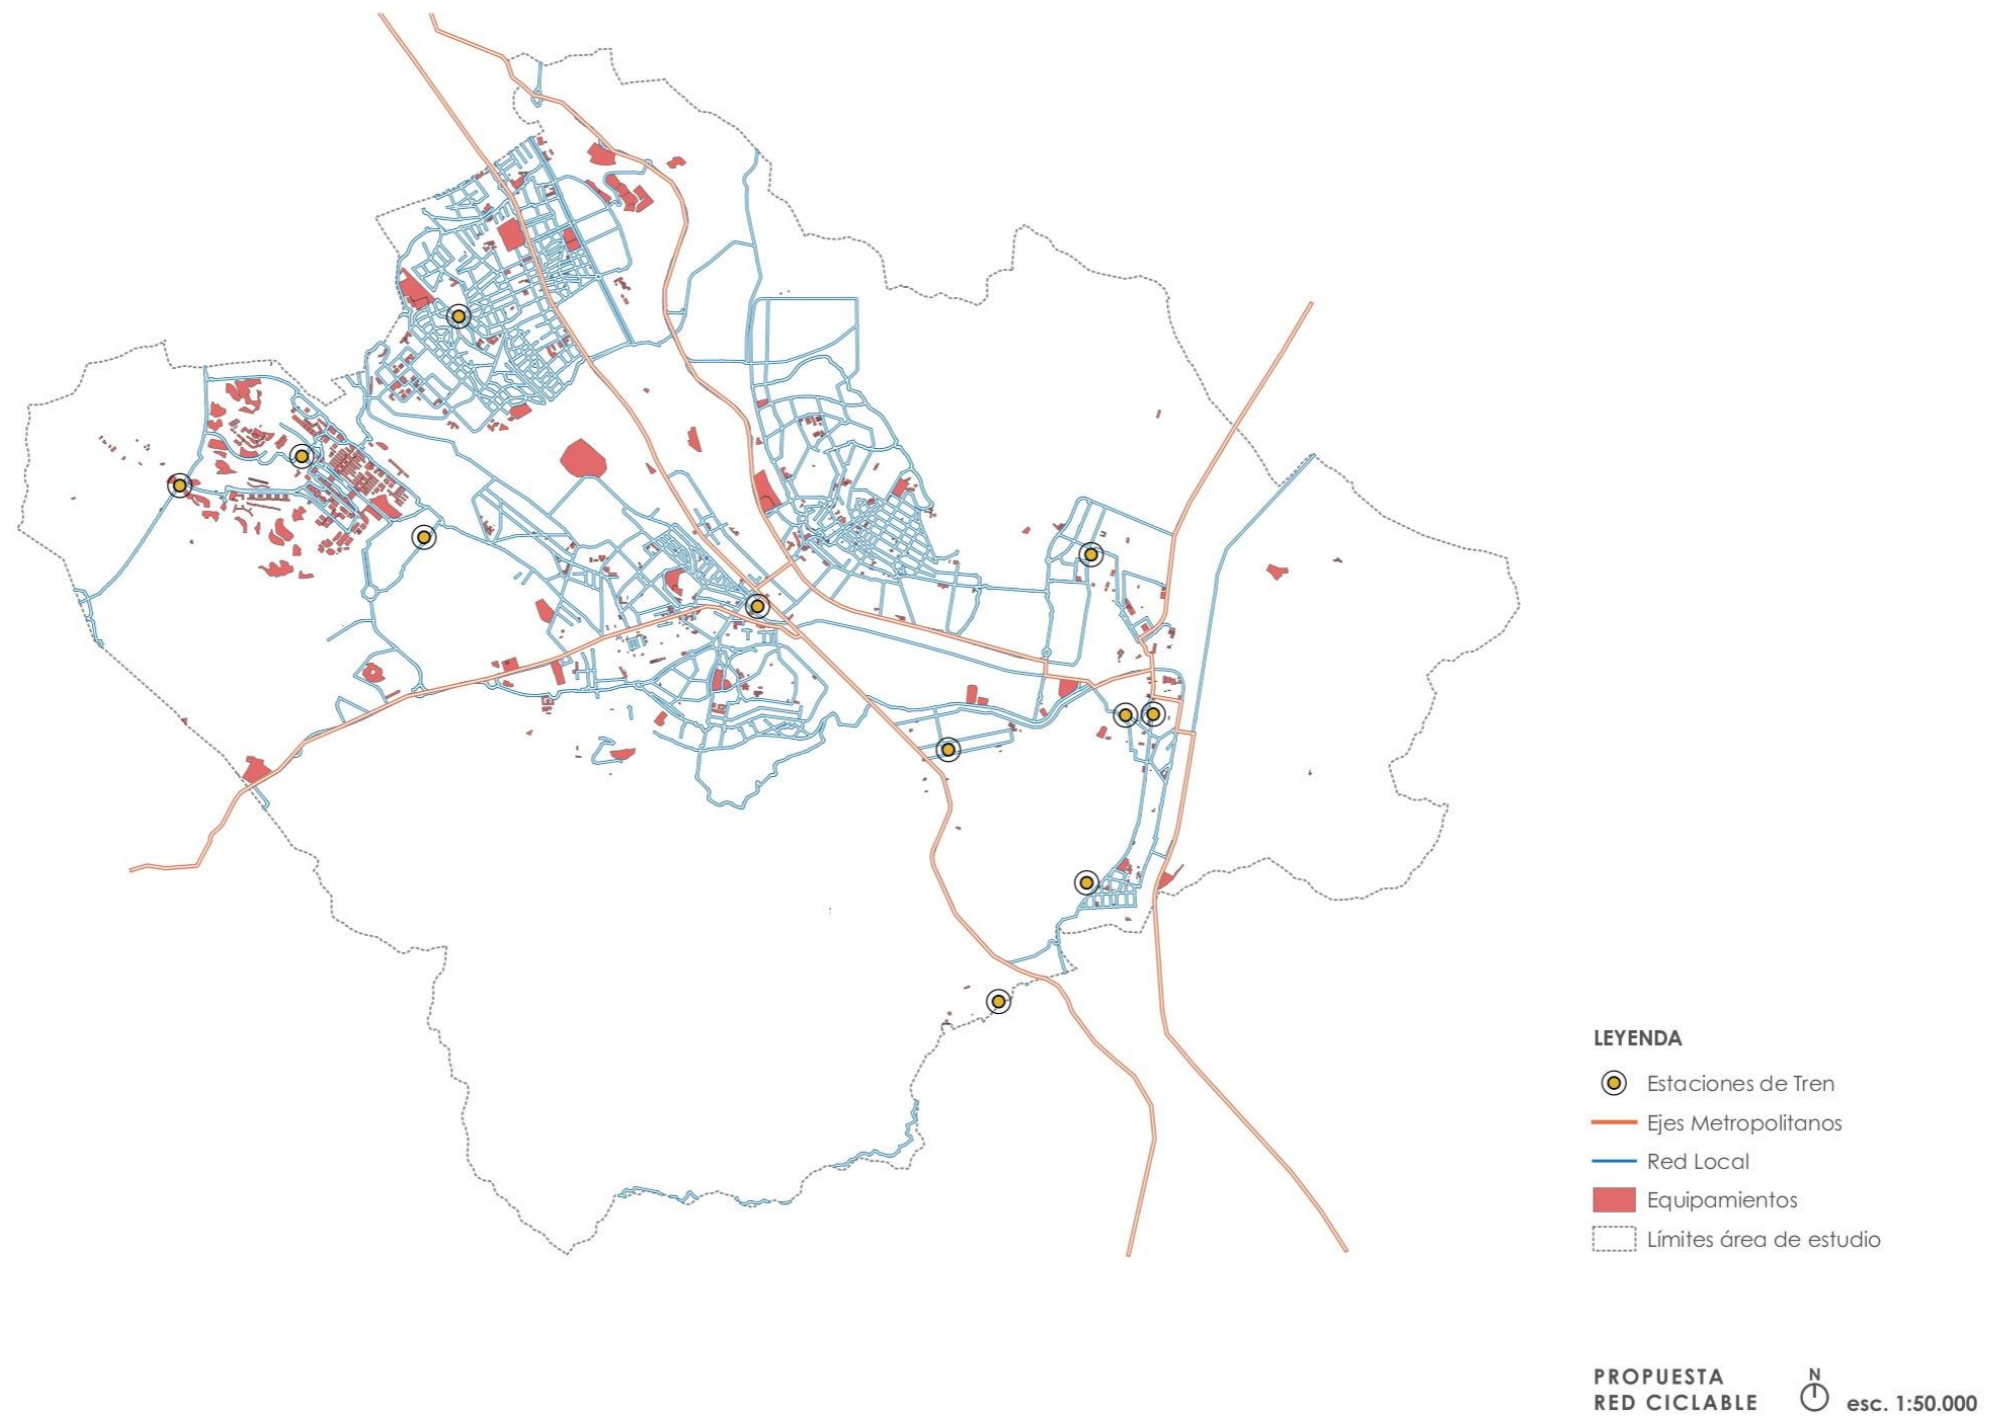 LEYENDA
Estaciones de Tren
Ejes Metropolitanos
Red Local
Equipamientos
Límites área de estudio
PROPUESTA
RED CICLABLE
N
esc. 1:50.000